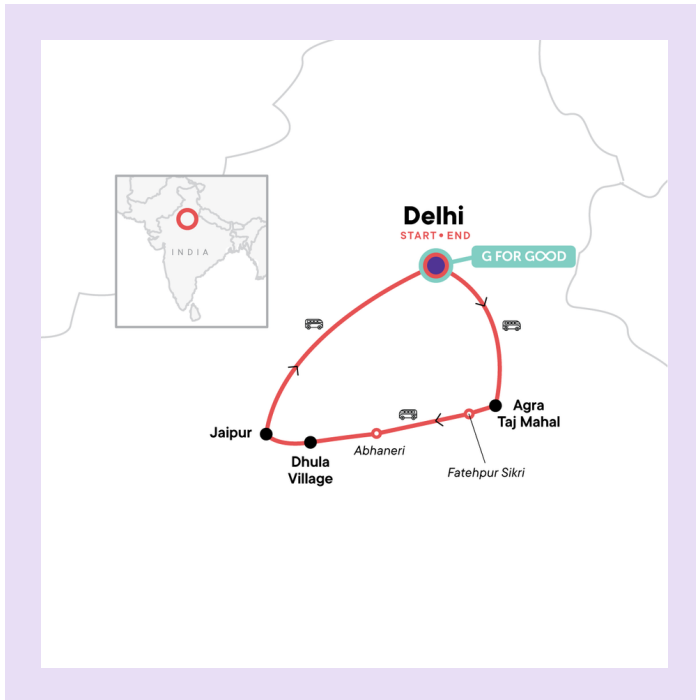 Delhi
START • END
G FOR GOOD
INDIA
Agra
Taj Mahal
Jaipur
Abhaneri
Dhula
Village
Fatehpur Sikri